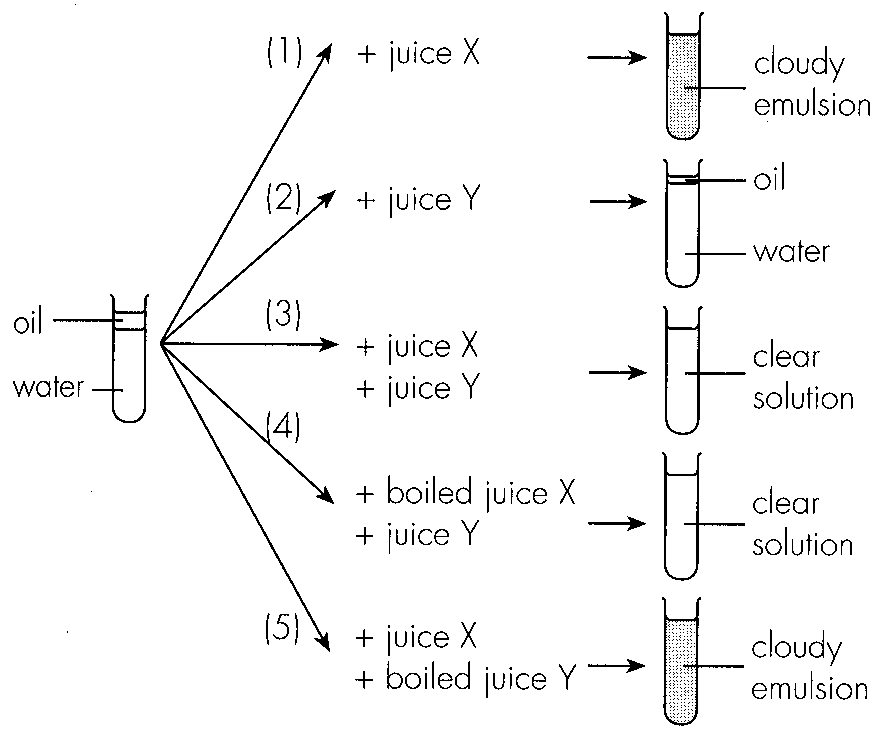 (1)
+ juice X
cloudy
emulsion
(2)
+ juice Y
oil
water
oil
water
(3)
+ juice X
+ juice Y
clear
solution
(4)
+ boiled juice X
+ juice Y
clear
solution
(5)
+ juice X
+ boiled juice Y
cloudy
emulsion